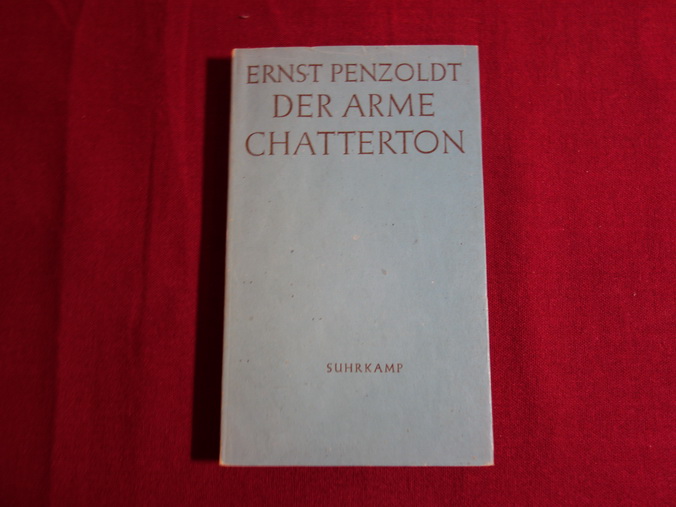 ERNST PENZOLDT
DER ARME
CHATTERTON
SUHRKAMP